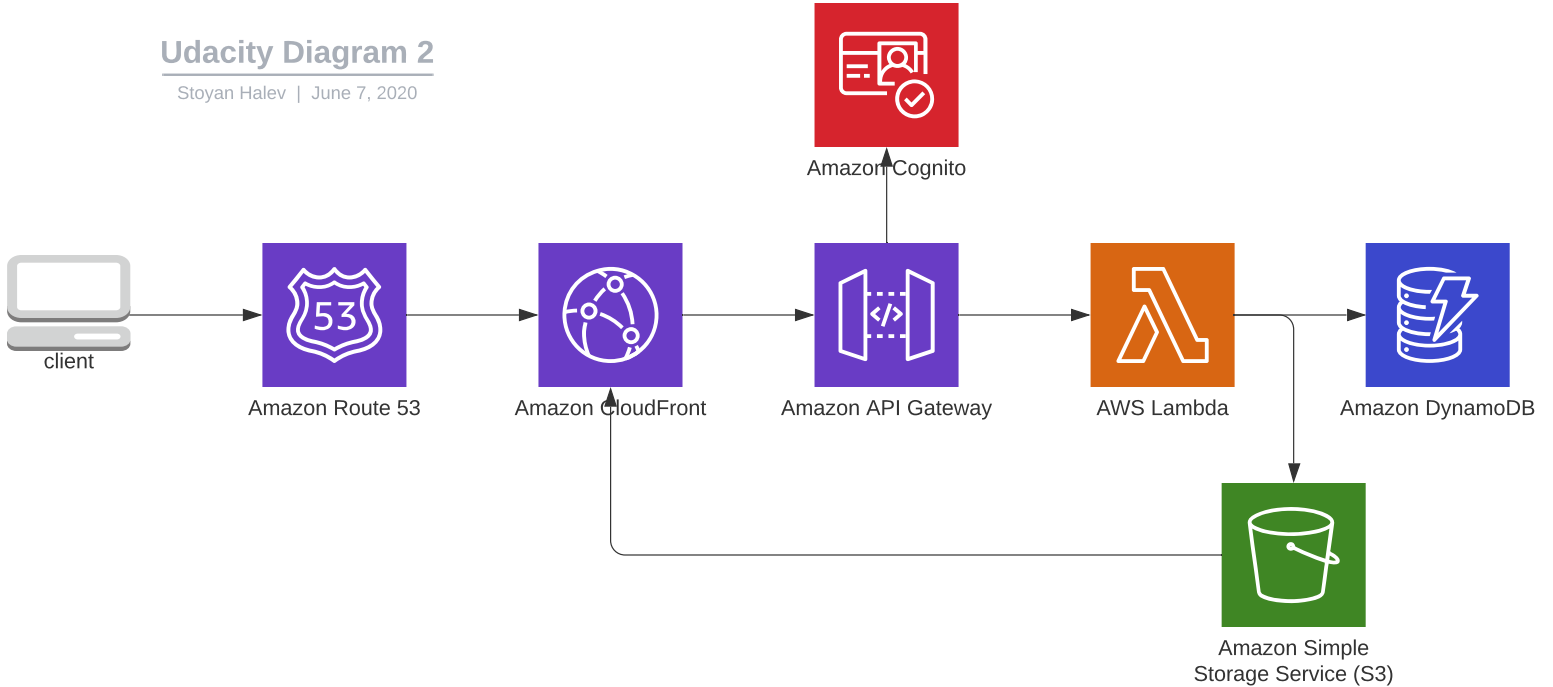 Udacity Diagram 2
Stoyan Halev | June 7, 2020
Amazon Cognito
client
53
Amazon Route 53
Amazon CloudFront
</>
Amazon API Gateway
AWS Lambda
Amazon DynamoDB
Amazon Simple
Storage Service (S3)